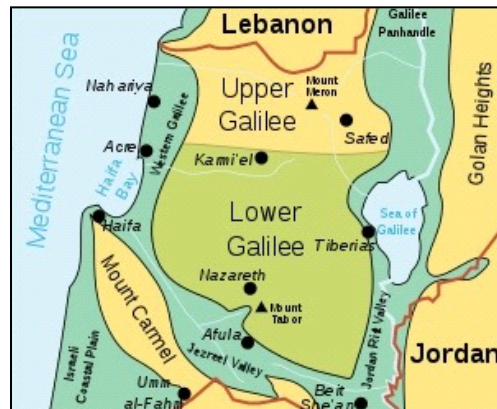 Lebanon
Galilee
Panhandle
Mediterranean Sea
Nahariya
Upper
Galilee
Mount
Meron
Golan Heights
Acre
Western Galilee
Safed
Karmi'el
Haifa
Bay
Haifa
Lower
Galilee
Sea of
Galilee
Tiberias
Nazareth
Mount
Tabor
Mount Carmel
Afula
Jezreel Valley
Jordan Rift Valley
Jordan
Israeli
Coastal Plain
Umm
al-Fahm
Beit
She'an